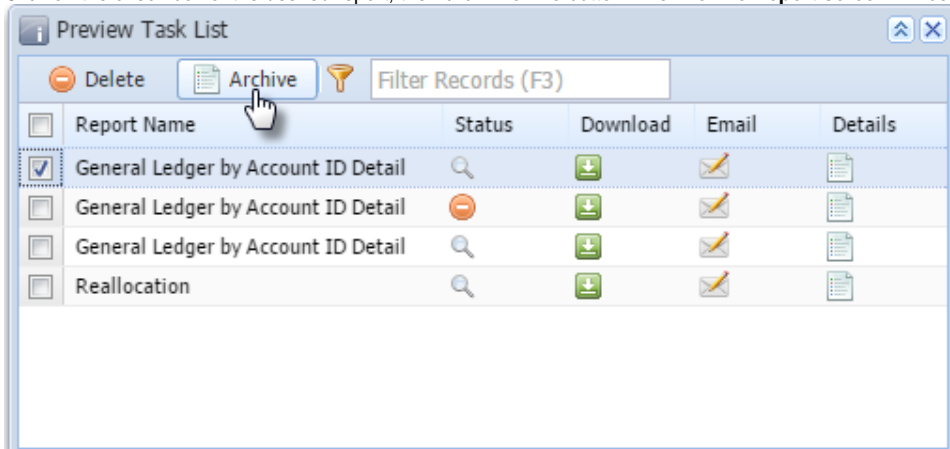 Preview Task List
Delete Archive Filter Records (F3)
Report Name Status Download Email Details
General Ledger by Account ID Detail
General Ledger by Account ID Detail
General Ledger by Account ID Detail
Reallocation